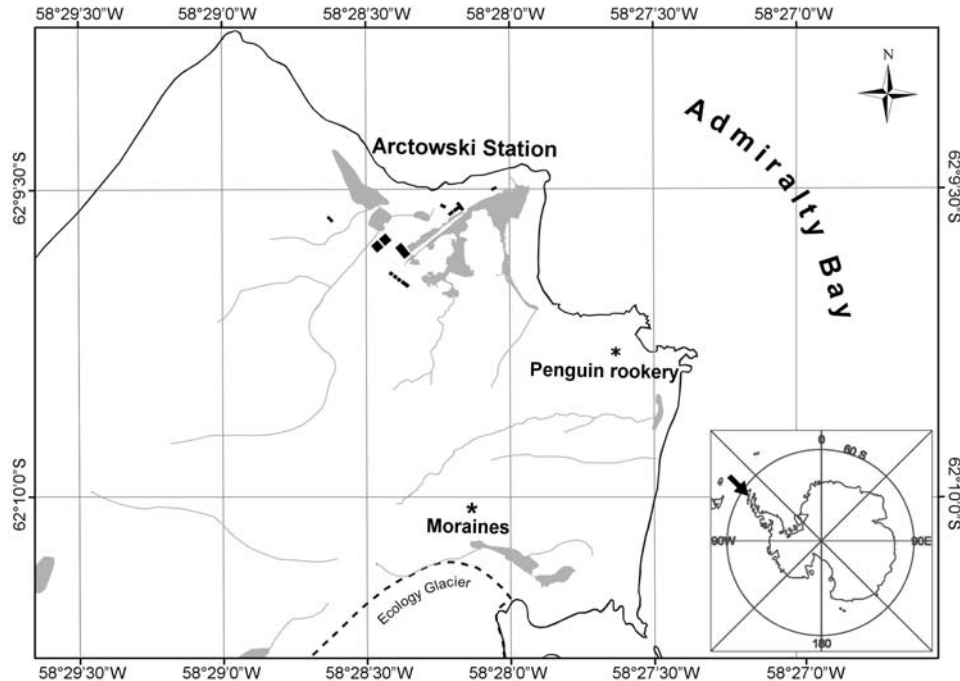 58°29'30"W 58°29'0"W 58°28'30"W 58°28'0"W 58°27'30"W 58°27'0"W
N
Admiralty Bay
Arctowski Station
62°9'30"S 62°9'30"S
Penguin rookery
62°10'0"S 62°10'0"S
Moraines
Ecology Glacier
0
60 S
90W 90E
180
58°29'30"W 58°29'0"W 58°28'30"W 58°28'0"W 58°27'30"W 58°27'0"W